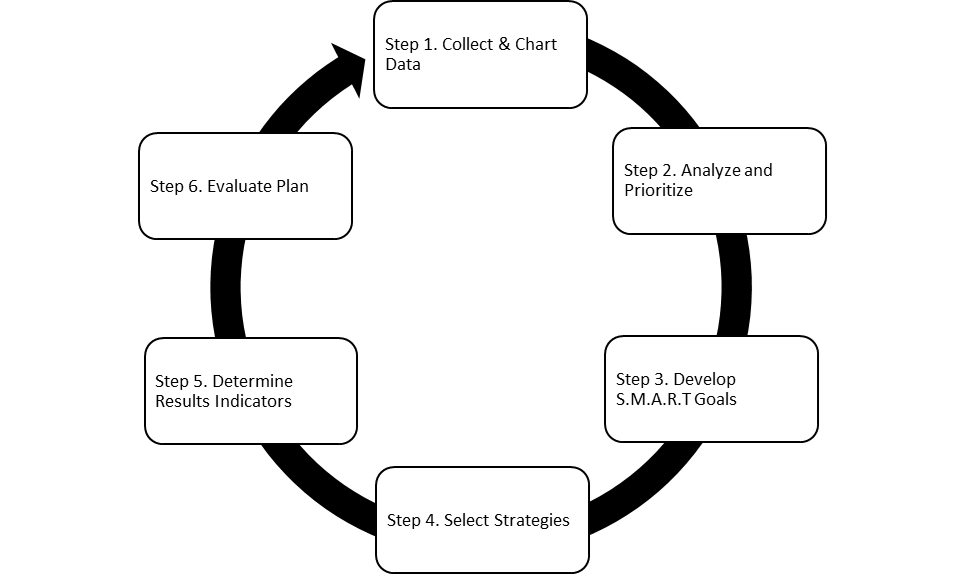 Step 1. Collect & Chart
Data
Step 2. Analyze and
Prioritize
Step 3. Develop
S.M.A.R.T Goals
Step 4. Select Strategies
Step 5. Determine
Results Indicators
Step 6. Evaluate Plan